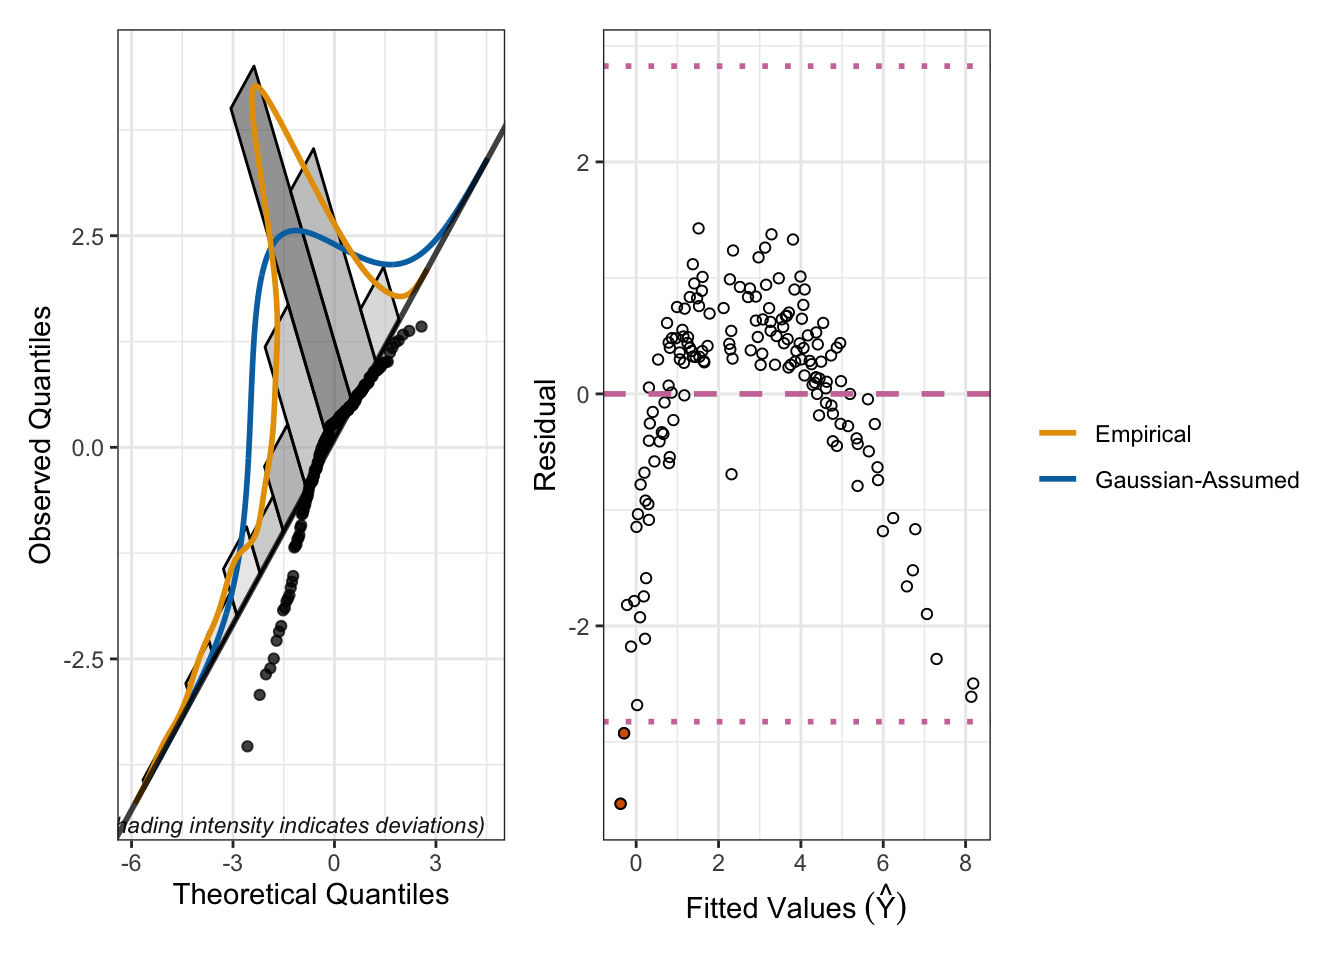 2.5
0.0
-2.5
-6
-3
0
3
Observed Quantiles
Theoretical Quantiles
hading intensity indicates deviations)
2
0
-2
0
2
4
6
8
Residual
Fitted Values (Ŷ)
Empirical
Gaussian-Assumed